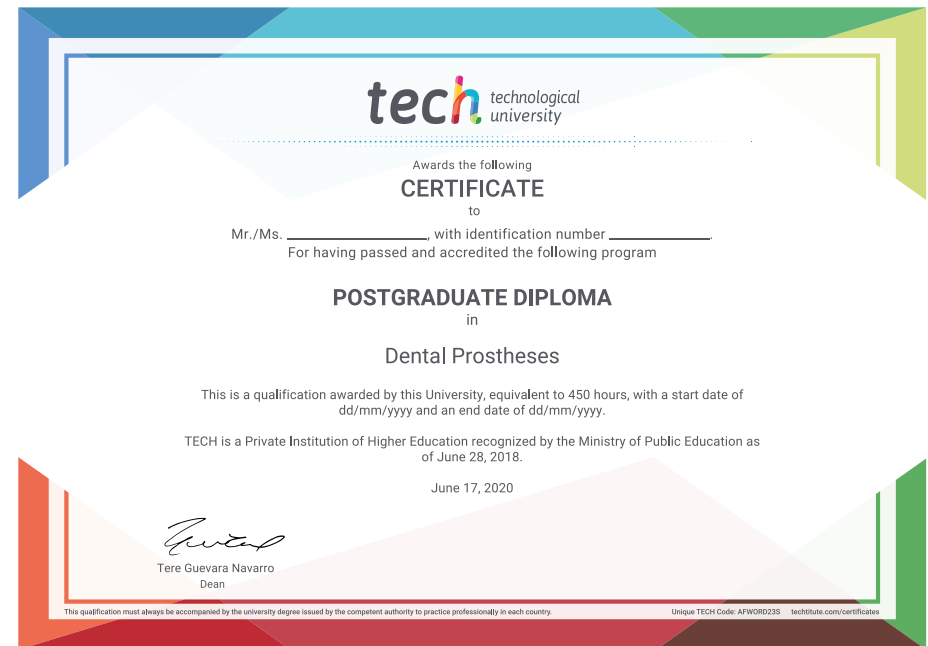 tech technological
university
Awards the following
CERTIFICATE
to
Mr./Ms. ____________________, with identification number ______________.
For having passed and accredited the following program
POSTGRADUATE DIPLOMA
in
Dental Prostheses
This is a qualification awarded by this University, equivalent to 450 hours, with a start date of
dd/mm/yyyy and an end date of dd/mm/yyyy.
TECH is a Private Institution of Higher Education recognized by the Ministry of Public Education as
of June 28, 2018.
June 17, 2020
Tere Guevara Navarro
Dean
This qualification must always be accompanied by the university degree issued by the competent authority to practice professionally in each country.
Unique TECH Code: AFWORD23S techtitute.com/certificates